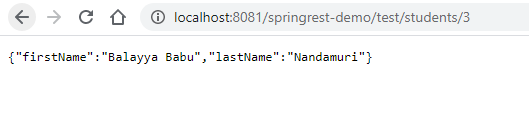 localhost:8081/springrest-demo/test/students/3
{"firstName":"Balayya Babu","lastName":"Nandamuri"}